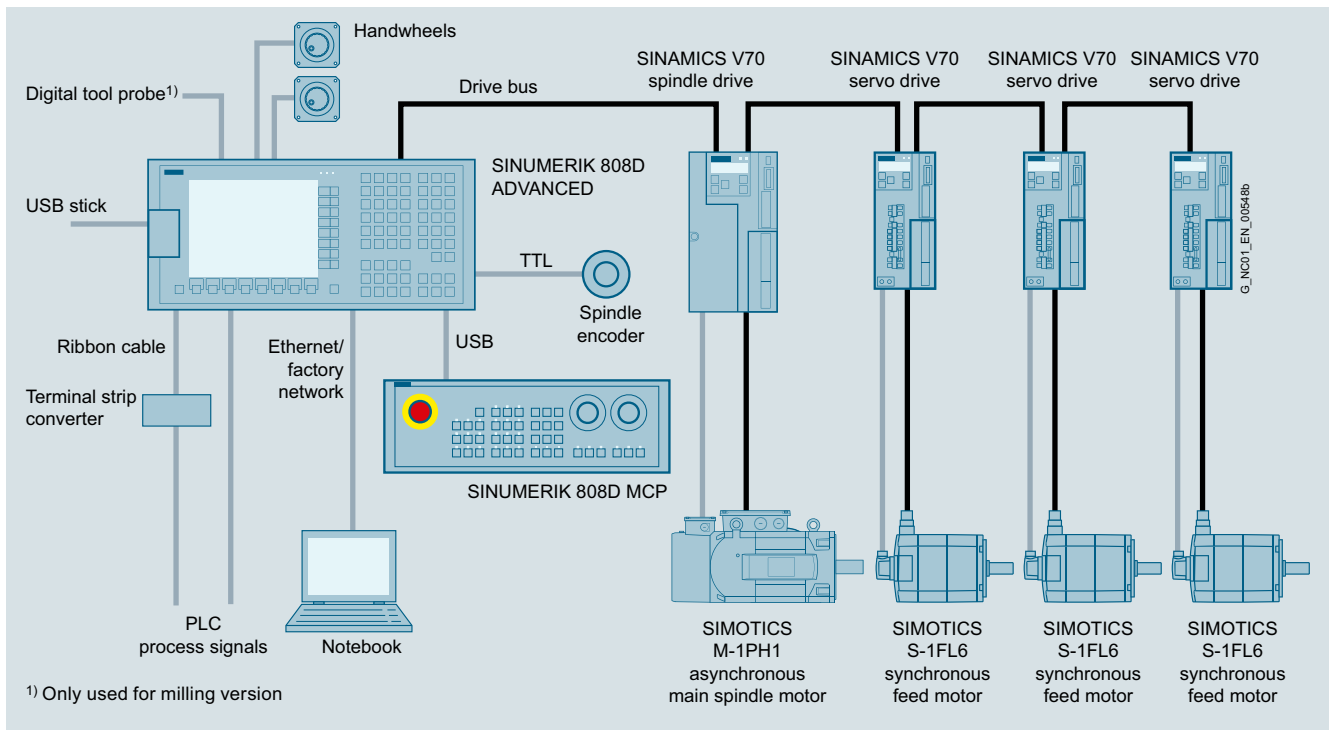 Handwheels
Digital tool probe1)
Drive bus
SINAMICS V70
spindle drive
SINAMICS V70
servo drive
SINAMICS V70
servo drive
SINAMICS V70
servo drive
SINUMERIK 808D
ADVANCED
USB stick
TTL
Spindle
encoder
G_NC01_EN_00548b
Ribbon cable
Ethernet/
factory
network
USB
Terminal strip
converter
SINUMERIK 808D MCP
PLC
process signals
Notebook
SIMOTICS
M-1PH1
asynchronous
main spindle motor
SIMOTICS
S-1FL6
synchronous
feed motor
SIMOTICS
S-1FL6
synchronous
feed motor
SIMOTICS
S-1FL6
synchronous
feed motor
1) Only used for milling version